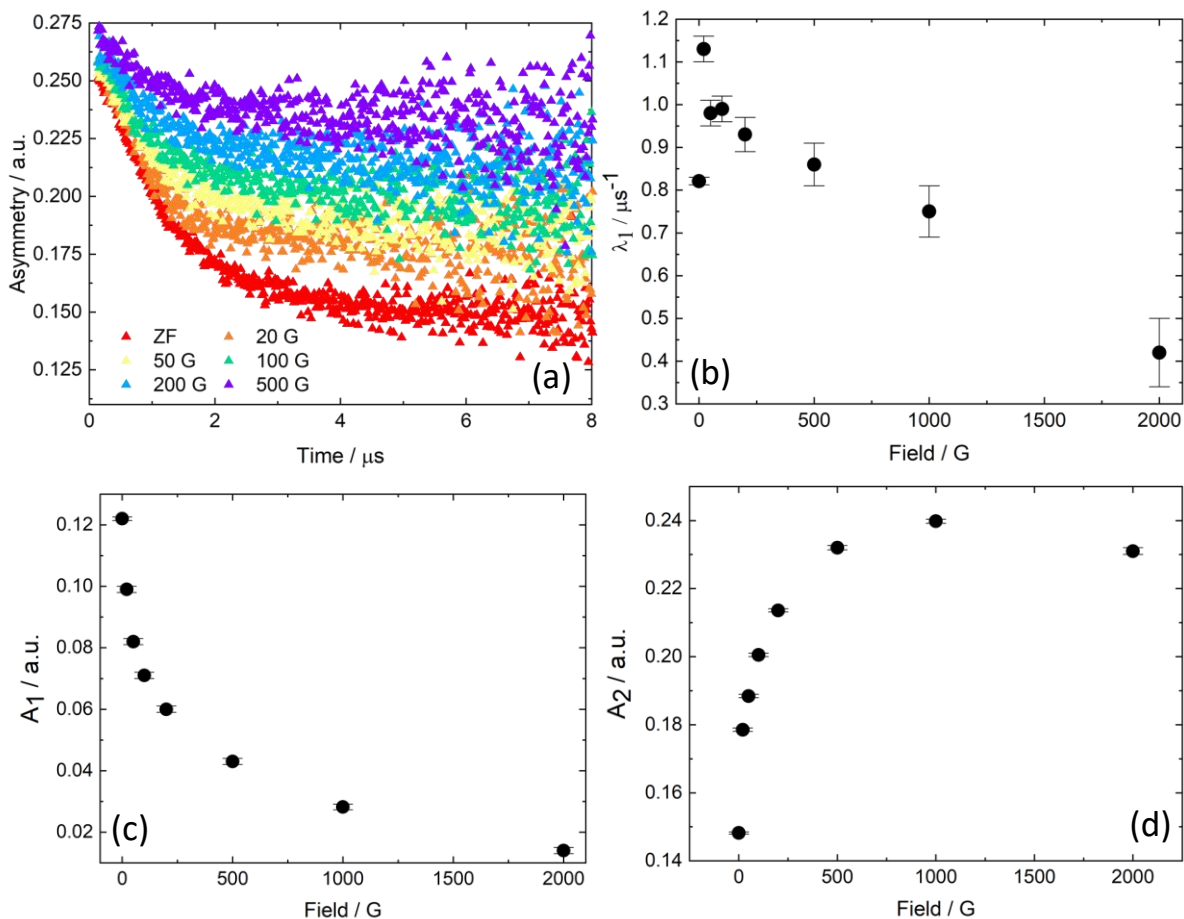 0.275
0.250
0.225
0.200
0.175
0.150
0.125
Asymmetry / a.u.
ZF
20 G
50 G
100 G
200 G
500 G
(a)
0
2
4
6
8
Time / μs
1.2
1.1
1.0
0.9
0.8
0.7
0.6
0.5
0.4
0.3
λ₁ / μs⁻¹
(b)
0
500
1000
1500
2000
Field / G
0.12
0.10
0.08
0.06
0.04
0.02
A₁ / a.u.
(c)
0
500
1000
1500
2000
Field / G
0.24
0.22
0.20
0.18
0.16
0.14
A₂ / a.u.
(d)
0
500
1000
1500
2000
Field / G